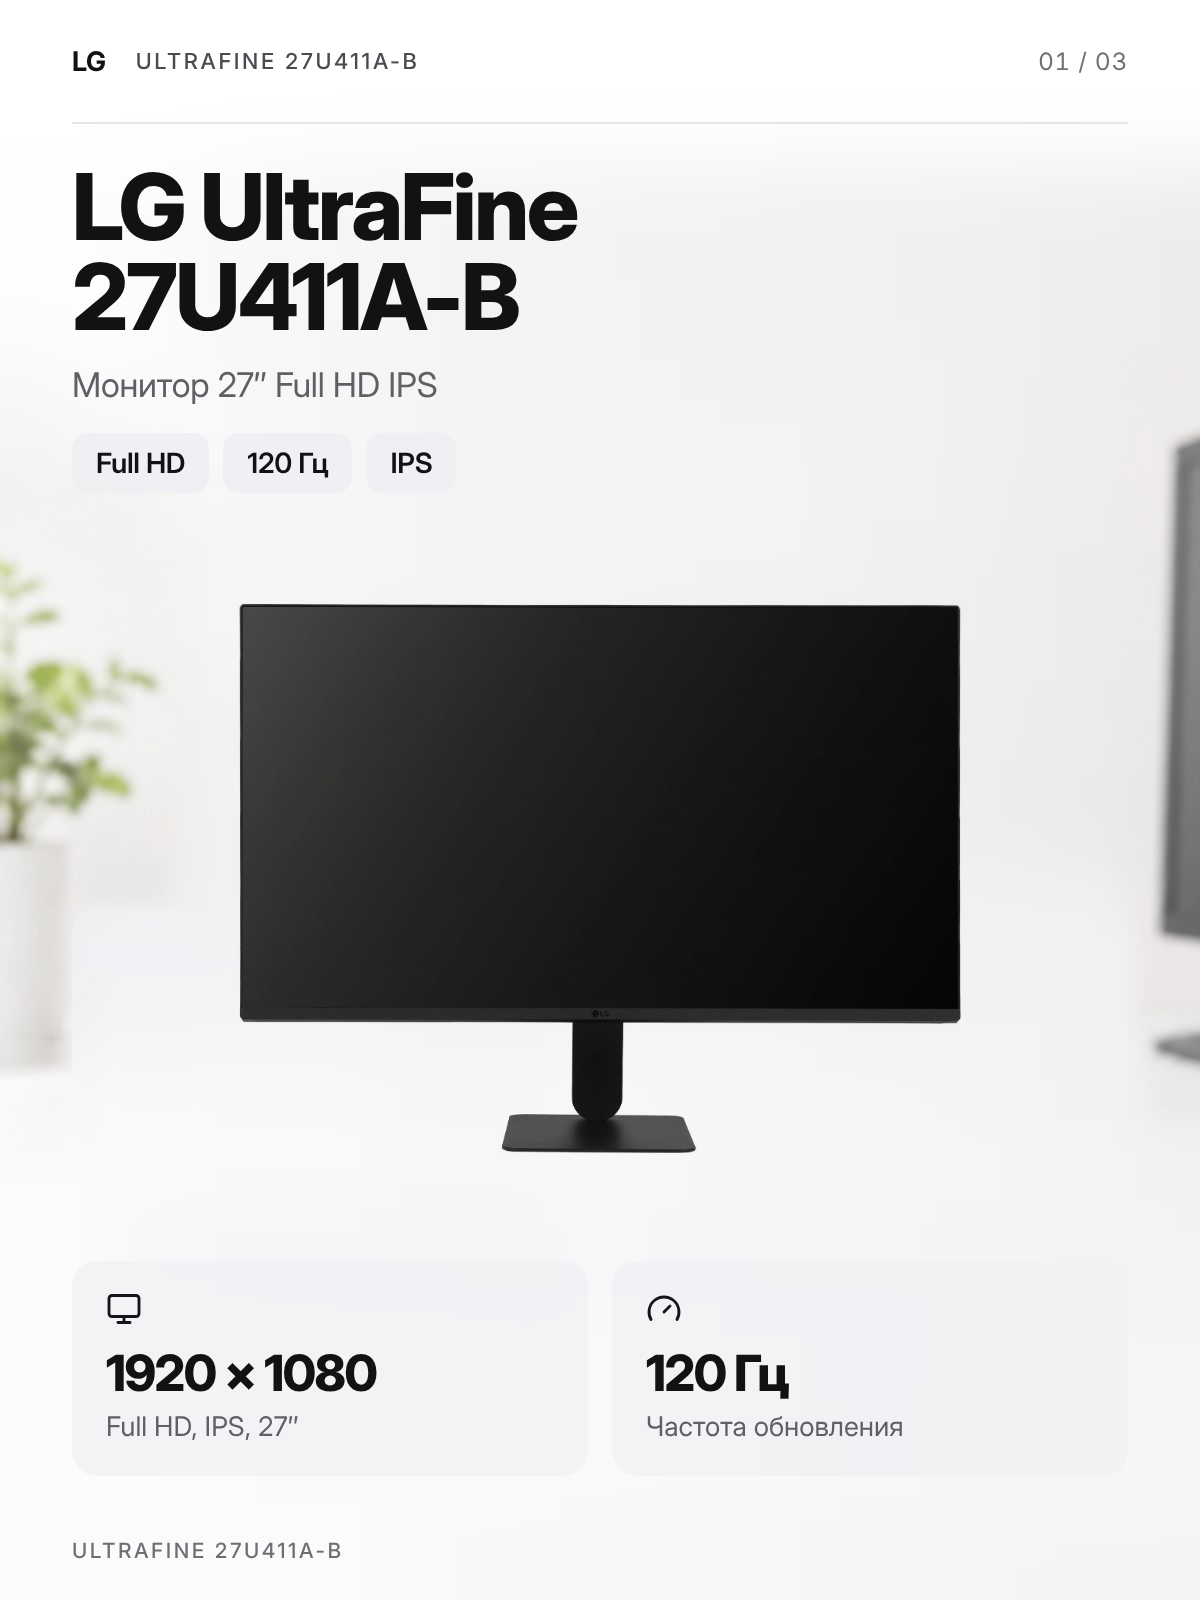 LG ULTRAFINE 27U411A-B 01 / 03
LG UltraFine
27U411A-B
Монитор 27″ Full HD IPS
Full HD 120 Гц IPS
LG
1920 × 1080
Full HD, IPS, 27″
120 Гц
Частота обновления
ULTRAFINE 27U411A-B